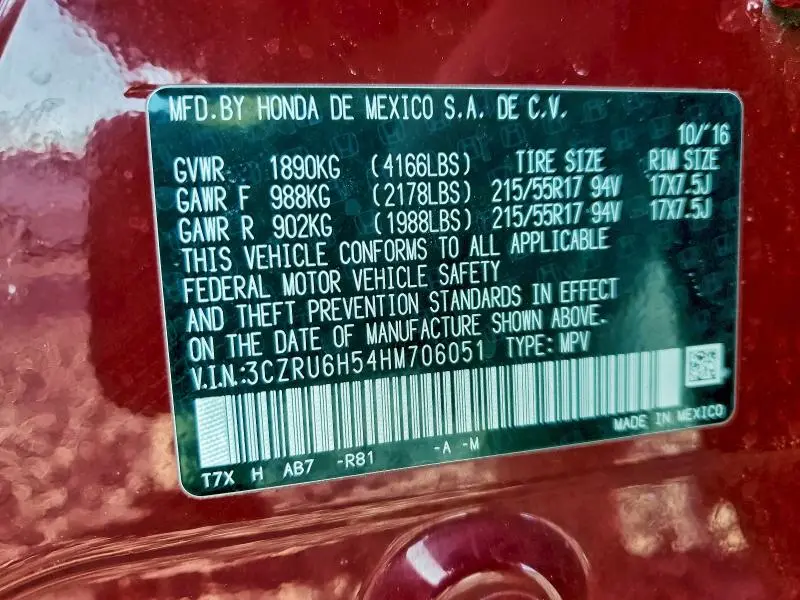 MFD.BY HONDA DE MEXICO S.A. DE C.V.
10/'16
GVWR 1890KG (4166LBS) TIRE SIZE RIM SIZE
GAWR F 988KG (2178LBS) 215/55R17 94V 17X7.5J
GAWR R 902KG (1988LBS) 215/55R17 94V 17X7.5J
THIS VEHICLE CONFORMS TO ALL APPLICABLE
FEDERAL MOTOR VEHICLE SAFETY
AND THEFT PREVENTION STANDARDS IN EFFECT
ON THE DATE OF MANUFACTURE SHOWN ABOVE.
V.I.N:3CZRU6H54HM706051 TYPE: MPV
MADE IN MEXICO
T7X H AB7 -R81 -A -M